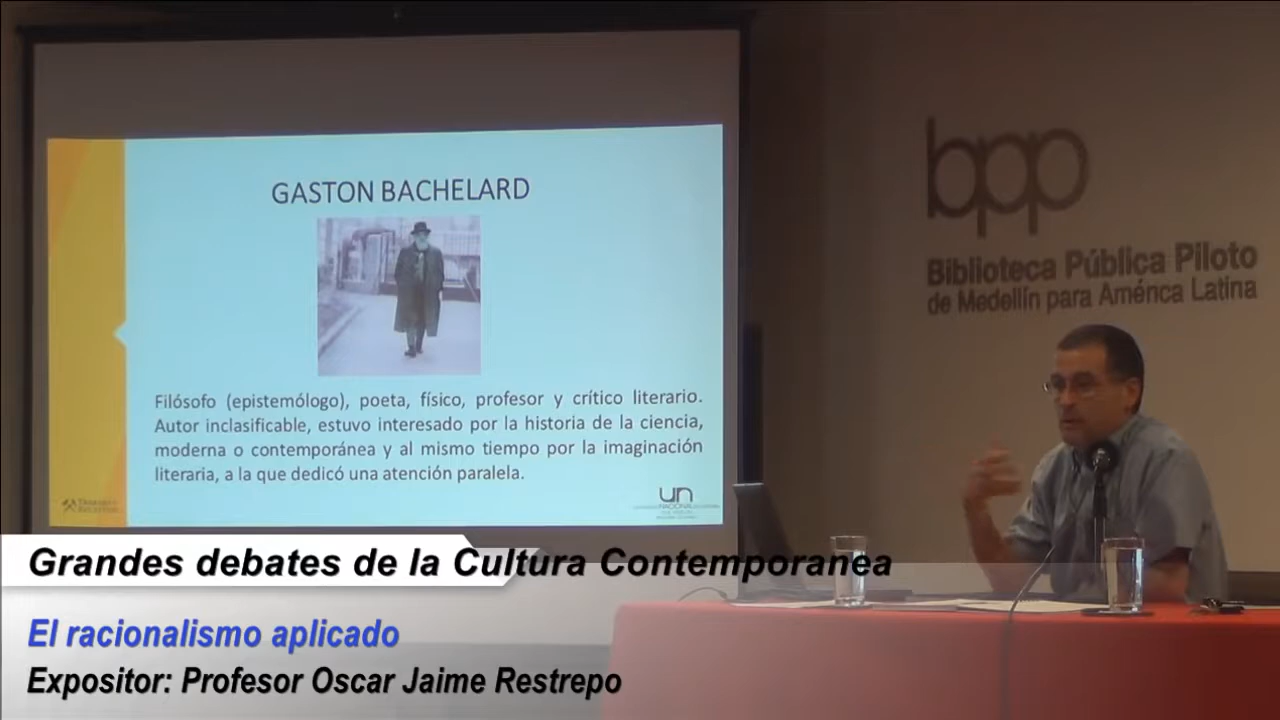 GASTON BACHELARD
Filósofo (epistemólogo), poeta, físico, profesor y crítico literario.
Autor inclasificable, estuvo interesado por la historia de la ciencia,
moderna o contemporánea y al mismo tiempo por la imaginación
literaria, a la que dedicó una atención paralela.
un
NACIONAL
bpp
Biblioteca Pública Piloto
de Medellín para América Latina
Grandes debates de la Cultura Contemporanea
El racionalismo aplicado
Expositor: Profesor Oscar Jaime Restrepo